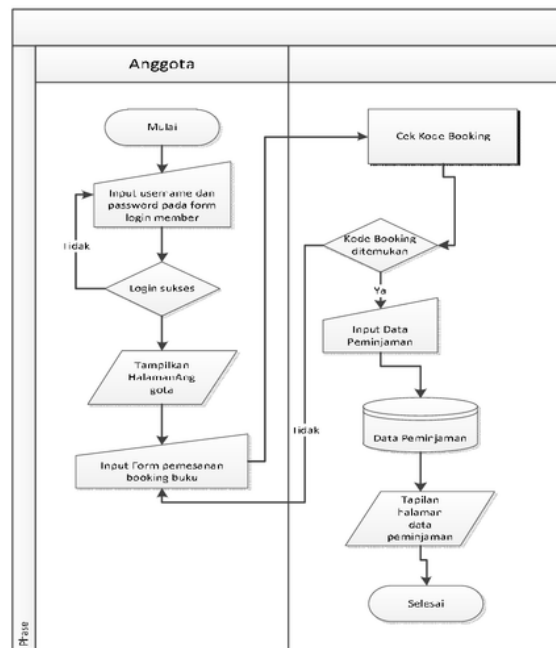 Anggota
Mulai
Input username dan
password pada form
login member
Tidak
Login sukses
Tampilkan
HalamanAng
gota
Input Form pemesanan
booking buku
Cek Kode Booking
Kode Booking
ditemukan
Ya
Input Data
Peminjaman
Tidak
Data Peminjaman
Tapilan
halaman
data
peminjaman
Selesai
Phase